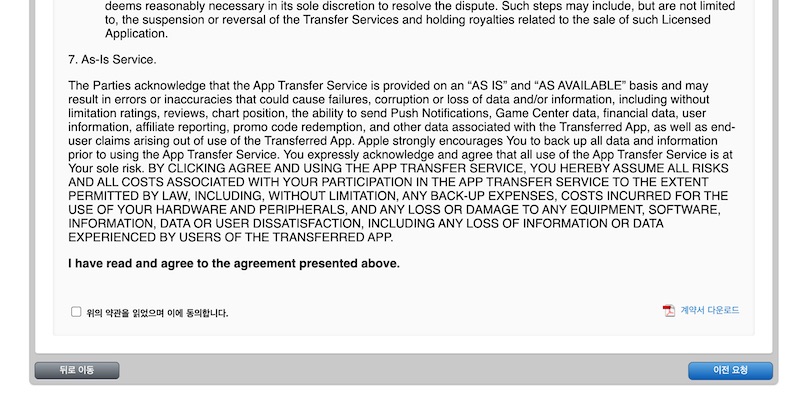 deems reasonably necessary in its sole discretion to resolve the dispute. Such steps may include, but are not limited
to, the suspension or reversal of the Transfer Services and holding royalties related to the sale of such Licensed
Application.
7. As-Is Service.
The Parties acknowledge that the App Transfer Service is provided on an “AS IS” and “AS AVAILABLE” basis and may
result in errors or inaccuracies that could cause failures, corruption or loss of data and/or information, including without
limitation ratings, reviews, chart position, the ability to send Push Notifications, Game Center data, financial data, user
information, affiliate reporting, promo code redemption, and other data associated with the Transferred App, as well as end-
user claims arising out of use of the Transferred App. Apple strongly encourages You to back up all data and information
prior to using the App Transfer Service. You expressly acknowledge and agree that all use of the App Transfer Service is at
Your sole risk. BY CLICKING AGREE AND USING THE APP TRANSFER SERVICE, YOU HEREBY ASSUME ALL RISKS
AND ALL COSTS ASSOCIATED WITH YOUR PARTICIPATION IN THE APP TRANSFER SERVICE TO THE EXTENT
PERMITTED BY LAW, INCLUDING, WITHOUT LIMITATION, ANY BACK-UP EXPENSES, COSTS INCURRED FOR THE
USE OF YOUR HARDWARE AND PERIPHERALS, AND ANY LOSS OR DAMAGE TO ANY EQUIPMENT, SOFTWARE,
INFORMATION, DATA OR USER DISSATISFACTION, INCLUDING ANY LOSS OF INFORMATION OR DATA
EXPERIENCED BY USERS OF THE TRANSFERRED APP.
I have read and agree to the agreement presented above.
위의 약관을 읽었으며 이에 동의합니다.
계약서 다운로드
뒤로 이동
이전 요청